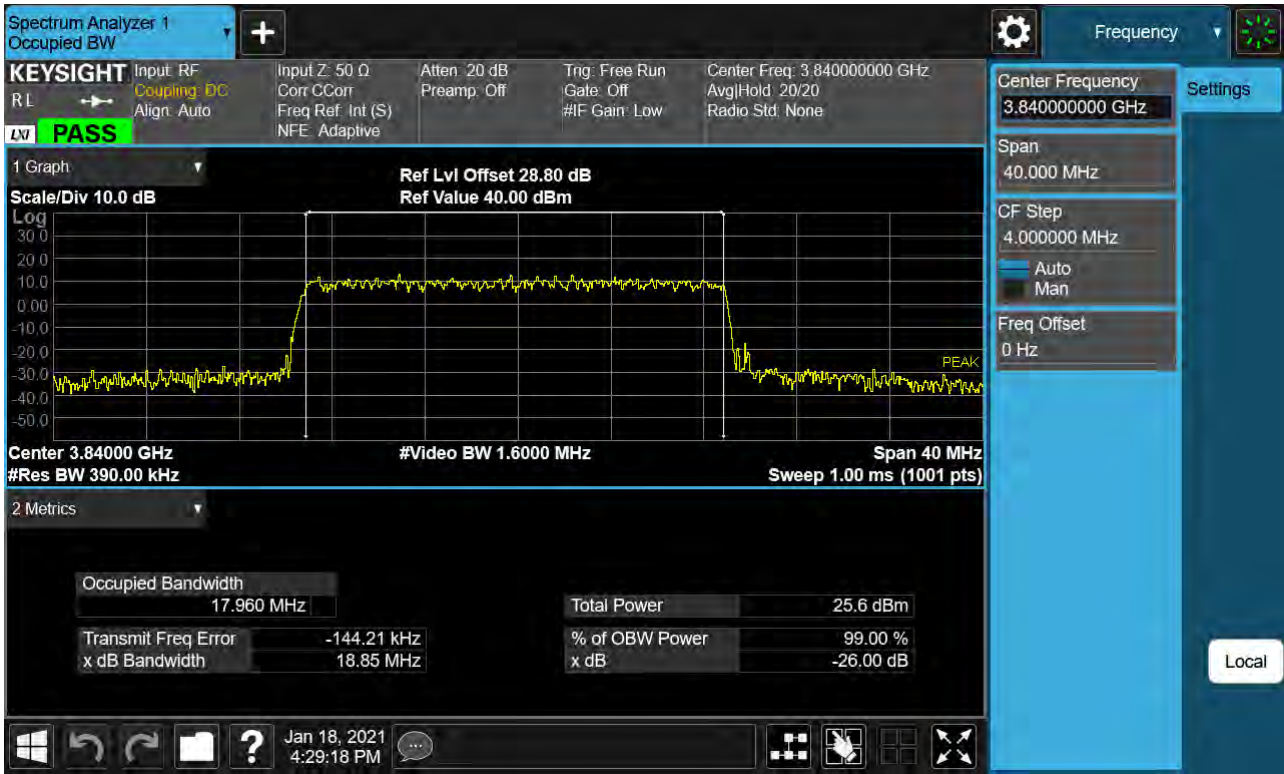 Spectrum Analyzer 1
Occupied BW
Frequency
KEYSIGHT
RL
LXI PASS
Input: RF
Coupling: DC
Align: Auto
Input Z: 50 Ω
Corr CCorr
Freq Ref: Int (S)
NFE: Adaptive
Atten: 20 dB
Preamp: Off
Trig: Free Run
Gate: Off
#IF Gain: Low
Center Freq: 3.840000000 GHz
Avg|Hold: 20/20
Radio Std: None
Center Frequency
3.840000000 GHz
Settings
Span
40.000 MHz
CF Step
4.000000 MHz
Auto
Man
Freq Offset
0 Hz
1 Graph
Scale/Div 10.0 dB
Ref Lvl Offset 28.80 dB
Ref Value 40.00 dBm
Log
30.0
20.0
10.0
0.00
-10.0
-20.0
-30.0
-40.0
-50.0
PEAK
Center 3.84000 GHz
#Video BW 1.6000 MHz
Span 40 MHz
#Res BW 390.00 kHz
Sweep 1.00 ms (1001 pts)
2 Metrics
Occupied Bandwidth
17.960 MHz
Transmit Freq Error -144.21 kHz
x dB Bandwidth 18.85 MHz
Total Power 25.6 dBm
% of OBW Power 99.00 %
x dB -26.00 dB
Local
?
Jan 18, 2021
4:29:18 PM